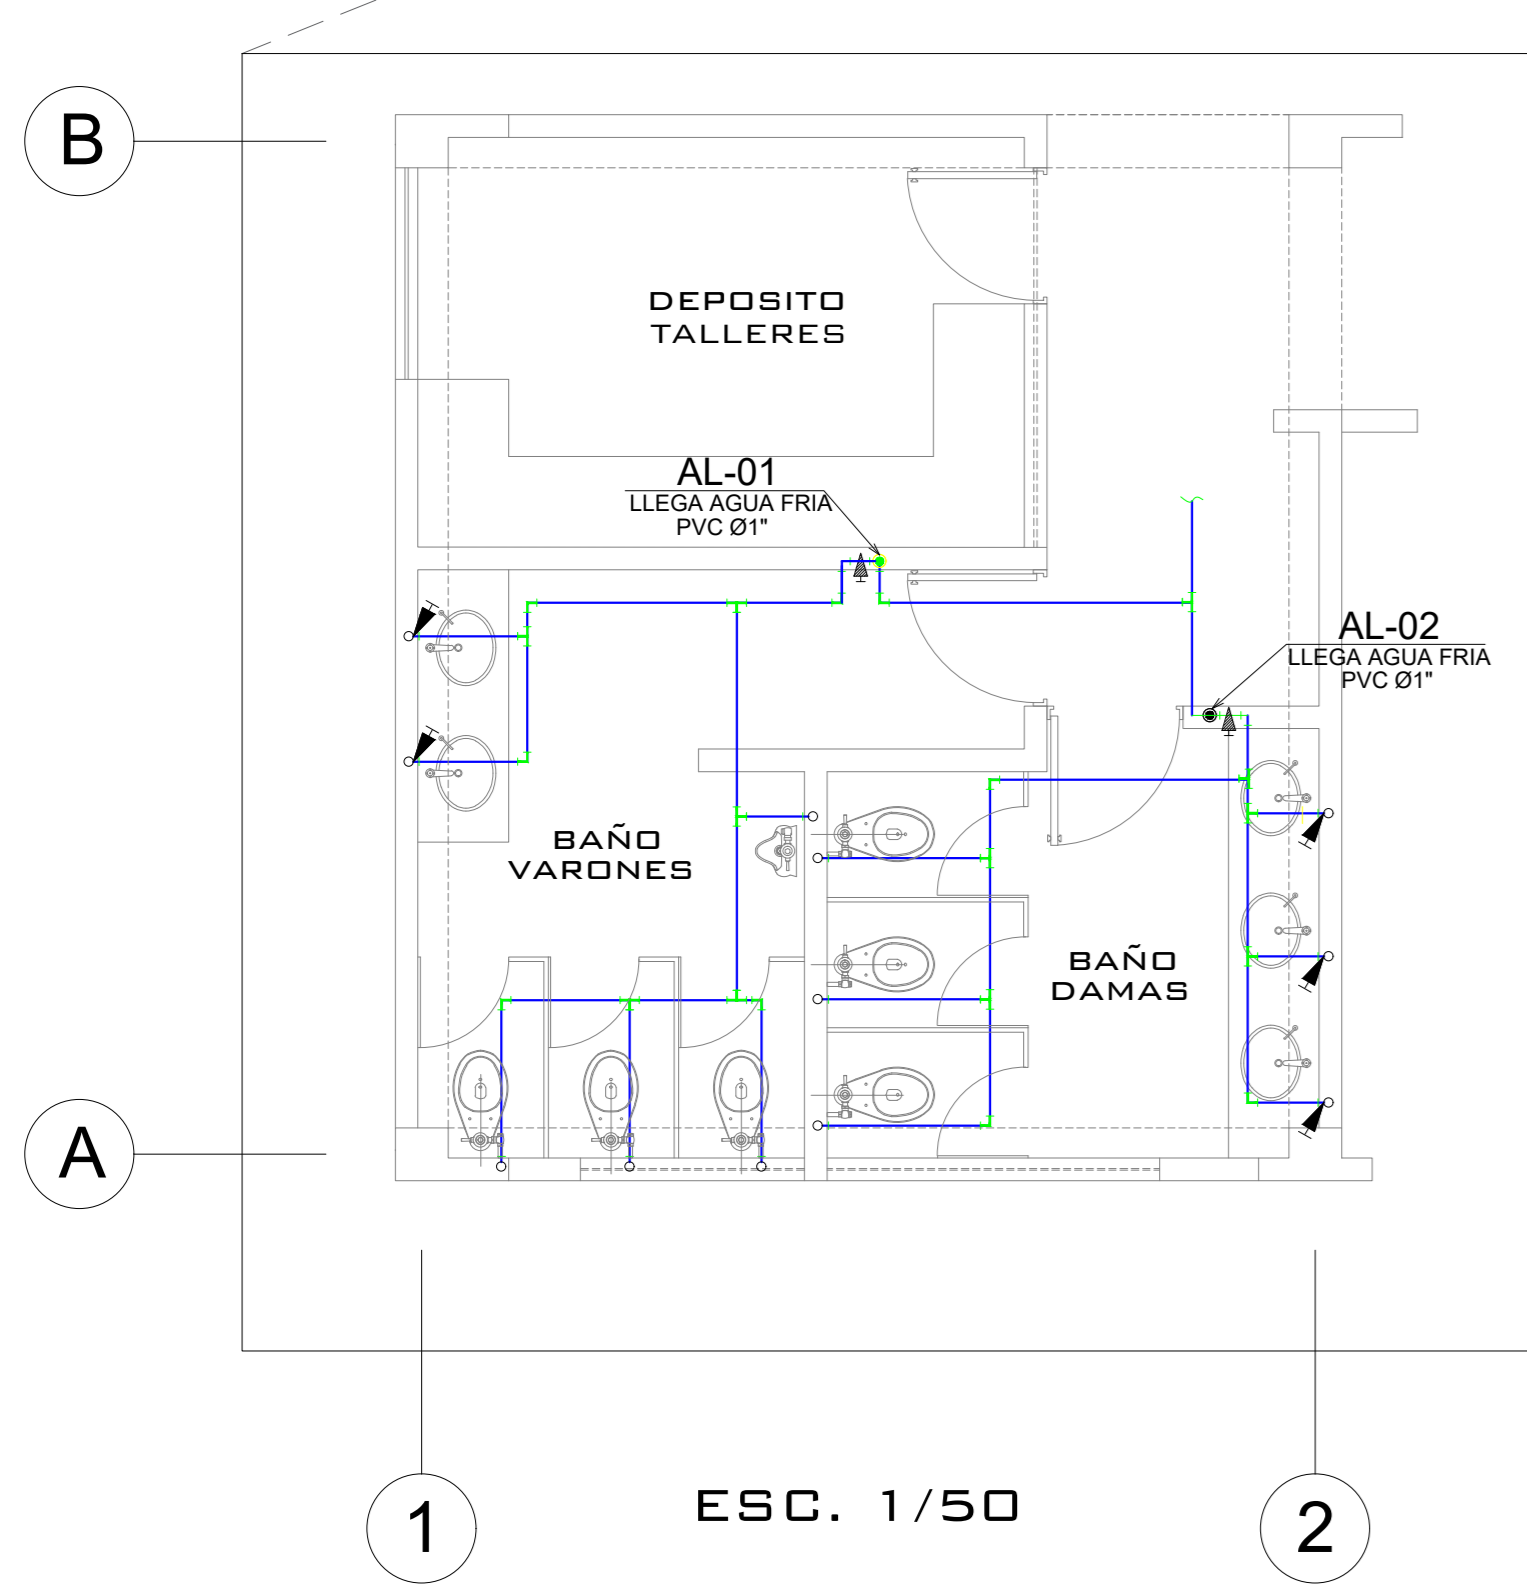 B
DEPOSITO
TALLERES
AL-01
LLEGA AGUA FRIA
PVC Ø1"
AL-02
LLEGA AGUA FRIA
PVC Ø1"
BAÑO
VARONES
BAÑO
DAMAS
A
1
ESC. 1/50
2